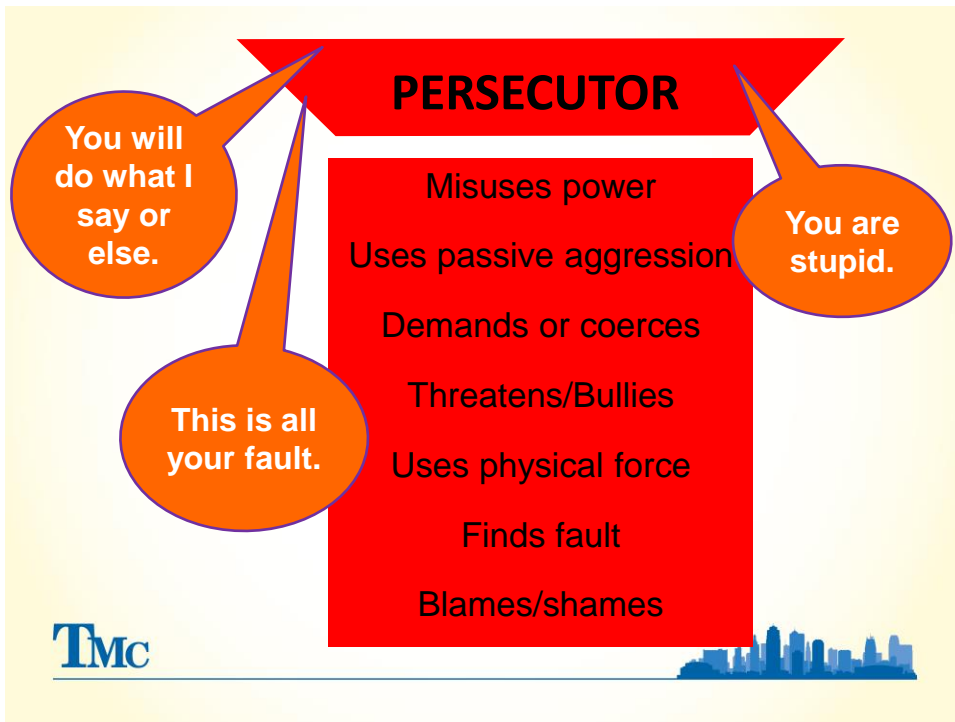 PERSECUTOR
You will
do what I
say or
else.
You are
stupid.
This is all
your fault.
Misuses power
Uses passive aggression
Demands or coerces
Threatens/Bullies
Uses physical force
Finds fault
Blames/shames
TMC